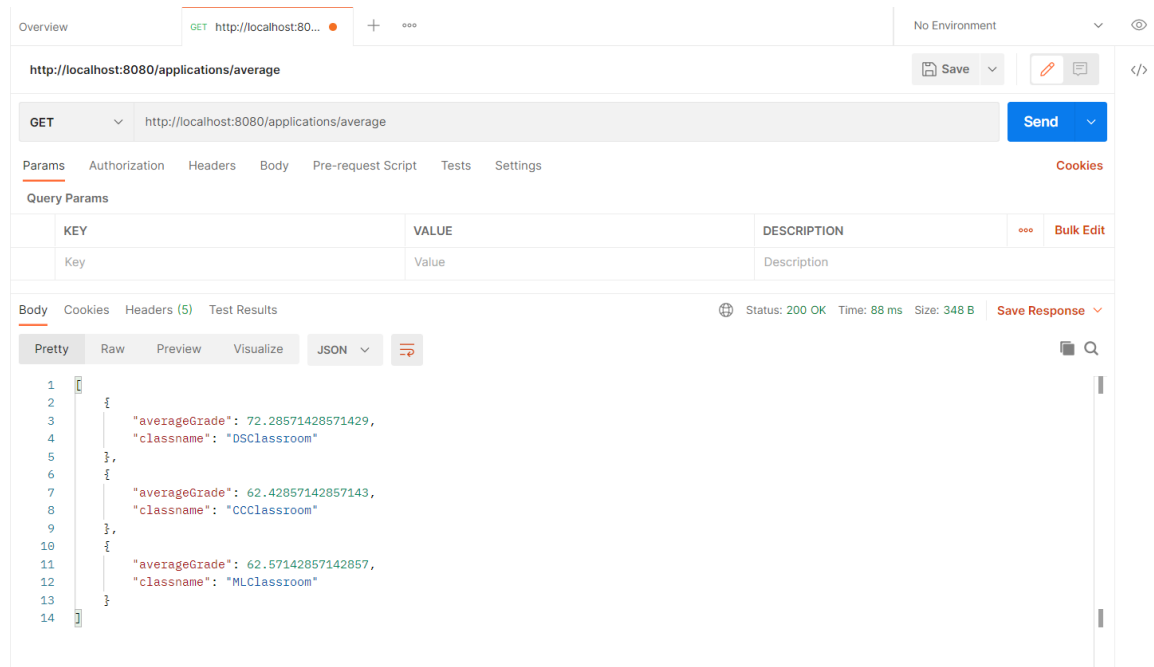 Overview
GET http://localhost:80...
No Environment
http://localhost:8080/applications/average
Save
GET http://localhost:8080/applications/average
Send
Params Authorization Headers Body Pre-request Script Tests Settings Cookies
Query Params
KEY VALUE DESCRIPTION ooo Bulk Edit
Key Value Description
Body Cookies Headers (5) Test Results Status: 200 OK Time: 88 ms Size: 348 B Save Response
Pretty Raw Preview Visualize JSON
1 [
2 {
3 "averageGrade": 72.28571428571429,
4 "classname": "DSClassroom"
5 },
6 {
7 "averageGrade": 62.42857142857143,
8 "classname": "CCClassroom"
9 },
10 {
11 "averageGrade": 62.57142857142857,
12 "classname": "MLClassroom"
13 }
14 ]